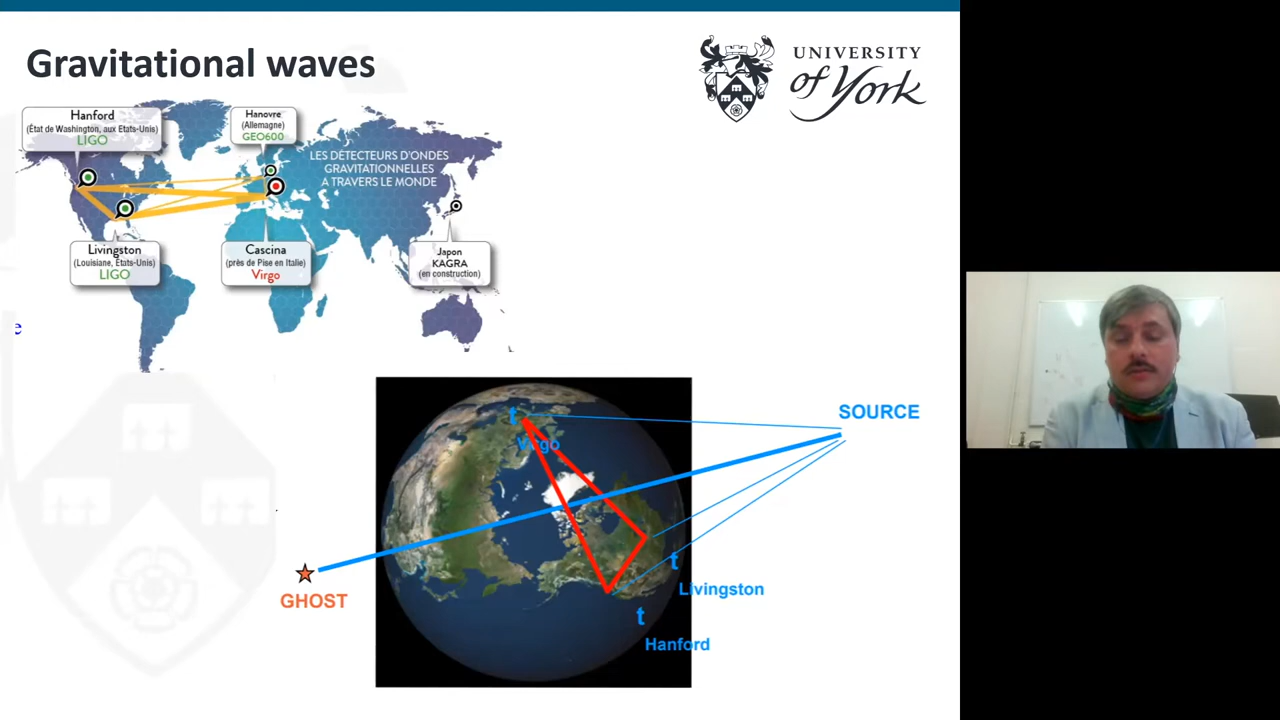 Gravitational waves
UNIVERSITY
of York
Hanford
(État de Washington, aux Etats-Unis)
LIGO
Hanovre
(Allemagne)
GEO600
LES DÉTECTEURS D'ONDES
GRAVITATIONNELLES
A TRAVERS LE MONDE
Livingston
(Louisiane, Etats-Unis)
LIGO
Cascina
(près de Pise en Italie)
Virgo
Japon
KAGRA
(en construction)
e
SOURCE
t
Virgo
t
Livingston
GHOST
t
Hanford